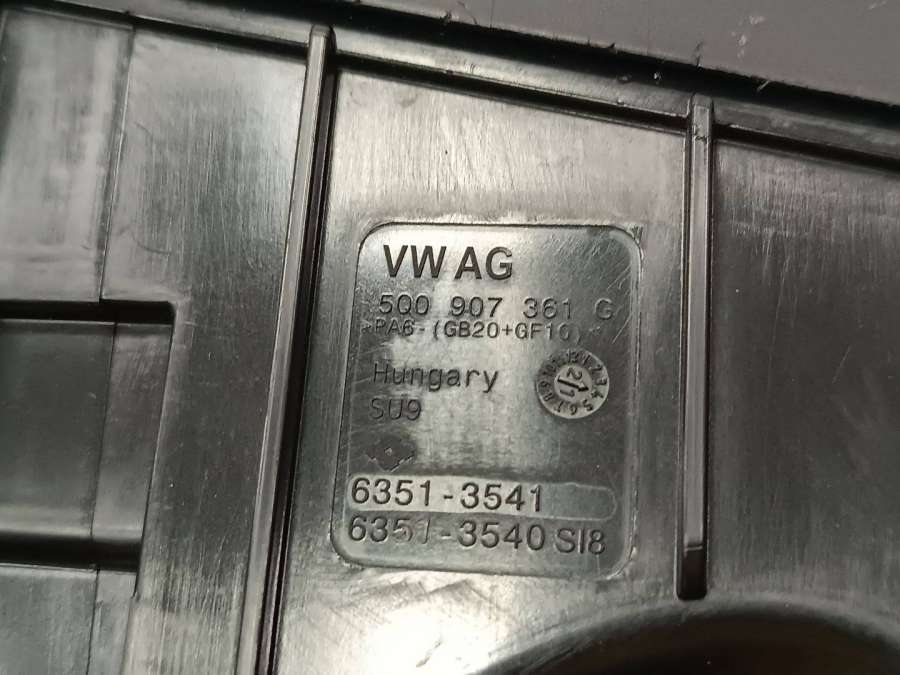 VW AG
5Q0 907 361 G
*PA6-(GB20+GF10)*
Hungary
SU9
6351-3541
6351-3540 SI8